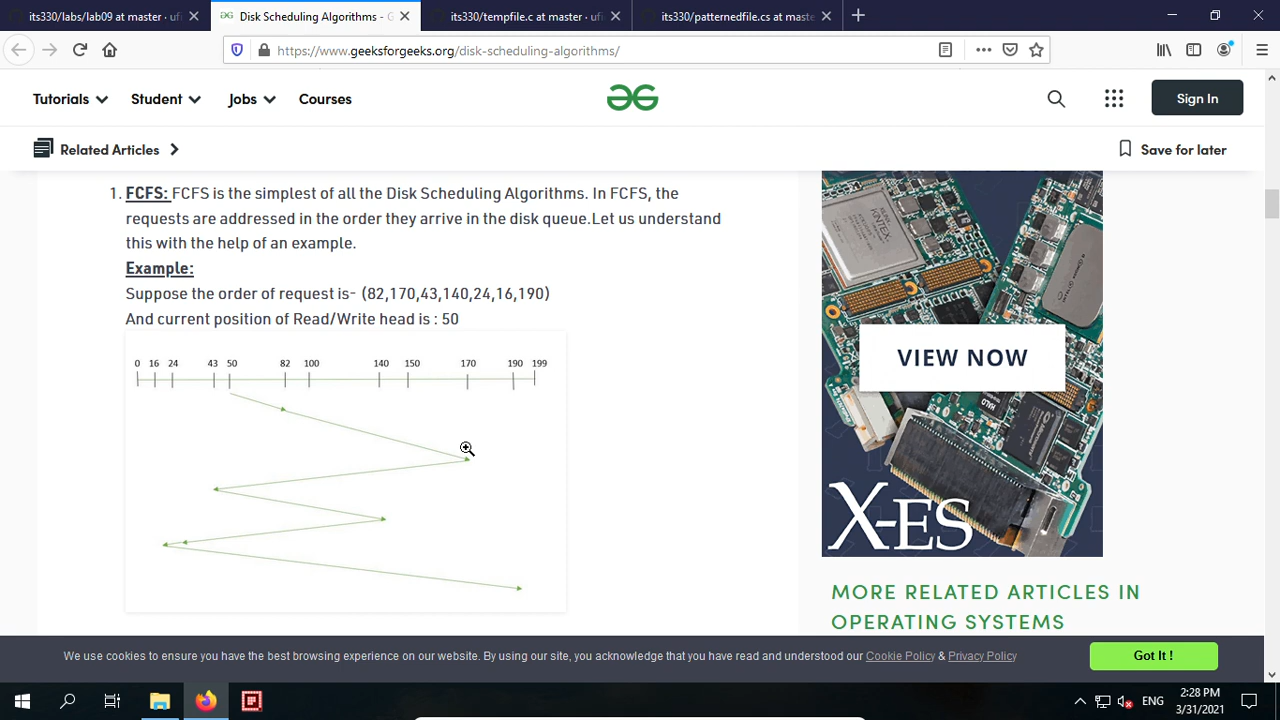 its330/labs/lab09 at master · ufi
Disk Scheduling Algorithms - G
its330/tempfile.c at master · ufi
its330/patternedfile.cs at maste
https://www.geeksforgeeks.org/disk-scheduling-algorithms/
Tutorials Student Jobs Courses
Sign In
Related Articles
Save for later
1. FCFS: FCFS is the simplest of all the Disk Scheduling Algorithms. In FCFS, the
requests are addressed in the order they arrive in the disk queue.Let us understand
this with the help of an example.
Example:
Suppose the order of request is- (82,170,43,140,24,16,190)
And current position of Read/Write head is : 50
0 16 24 43 50 82 100 140 150 170 190 199
KINTEX
VIEW NOW
X-ES
MORE RELATED ARTICLES IN
OPERATING SYSTEMS
We use cookies to ensure you have the best browsing experience on our website. By using our site, you acknowledge that you have read and understood our Cookie Policy & Privacy Policy
Got It !
ENG
2:28 PM
3/31/2021